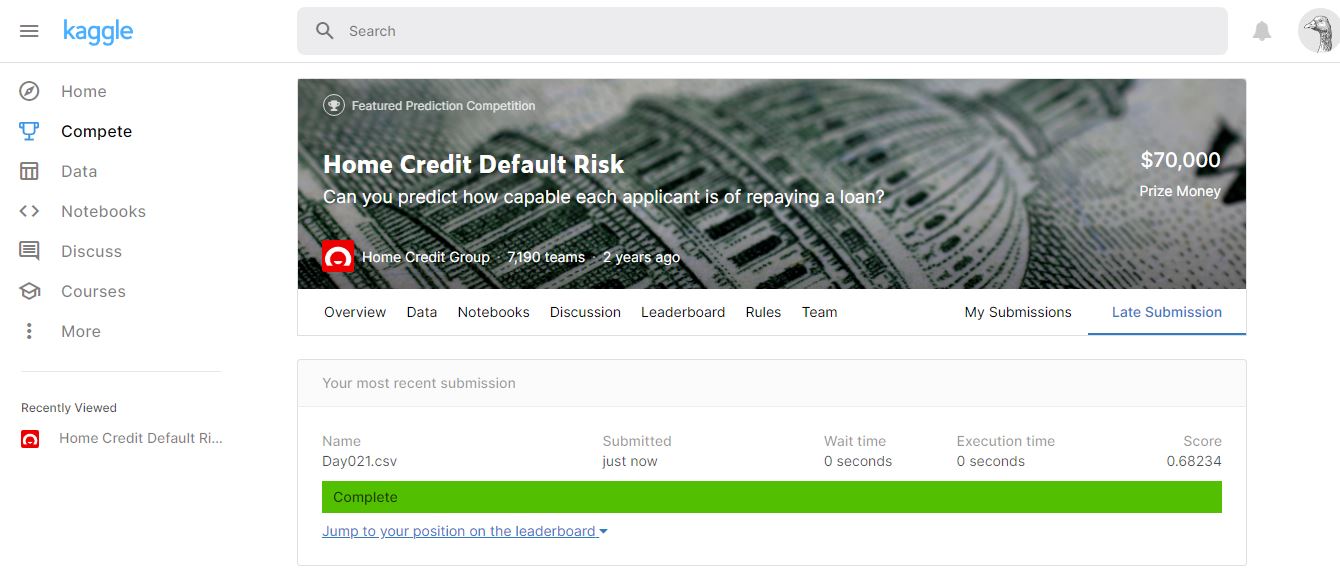 kaggle
Search
Home
Compete
Data
Notebooks
Discuss
Courses
More
Recently Viewed
Home Credit Default Ri...
Featured Prediction Competition
Home Credit Default Risk
Can you predict how capable each applicant is of repaying a loan?
$70,000
Prize Money
Home Credit Group · 7,190 teams · 2 years ago
Overview Data Notebooks Discussion Leaderboard Rules Team My Submissions Late Submission
Your most recent submission
Name Submitted Wait time Execution time Score
Day021.csv just now 0 seconds 0 seconds 0.68234
Complete
Jump to your position on the leaderboard